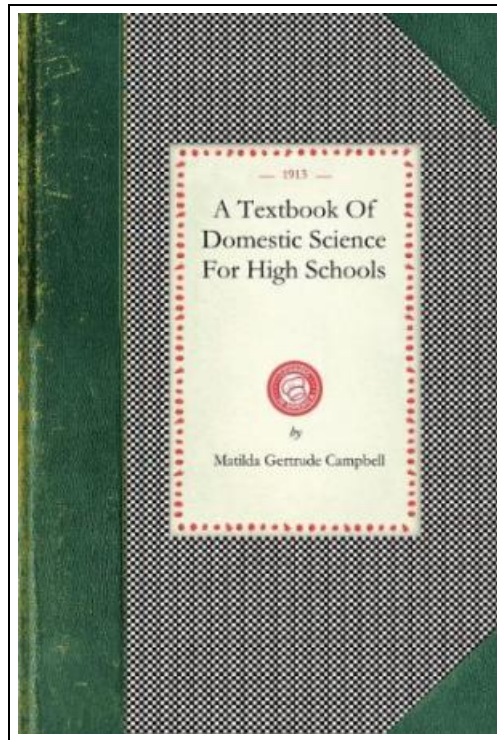 — 1913 —
A Textbook Of
Domestic Science
For High Schools
by
Matilda Gertrude Campbell